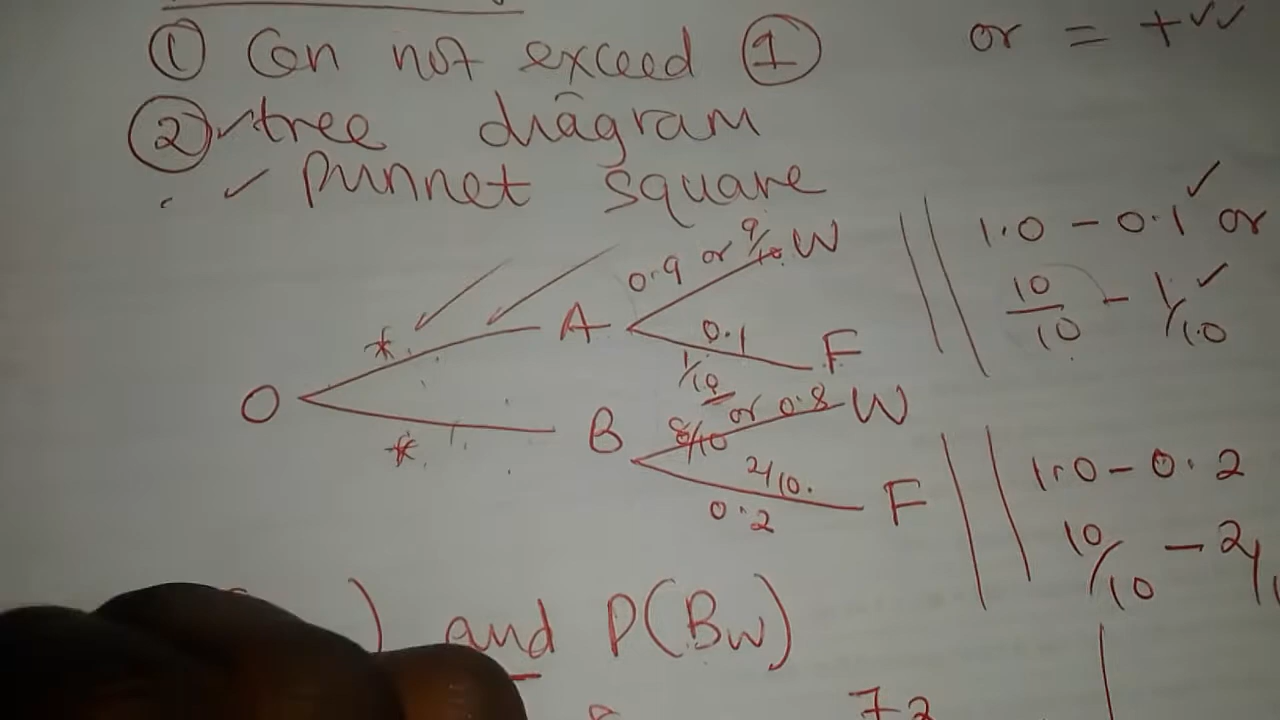 ① Can not exceed ①
or = +✓✓
② ✓ tree diagram
✓ punnet square
0.9 or 9/10 W
1.0 - 0.1 ✓ or
* A
0.1 F
10/10 - 1/10 ✓
1/10
O
8/10 or 0.8 W
* B
2/10.
0.2 F
1.0 - 0.2
10/10 - 2/1
) and P(Bw)
72